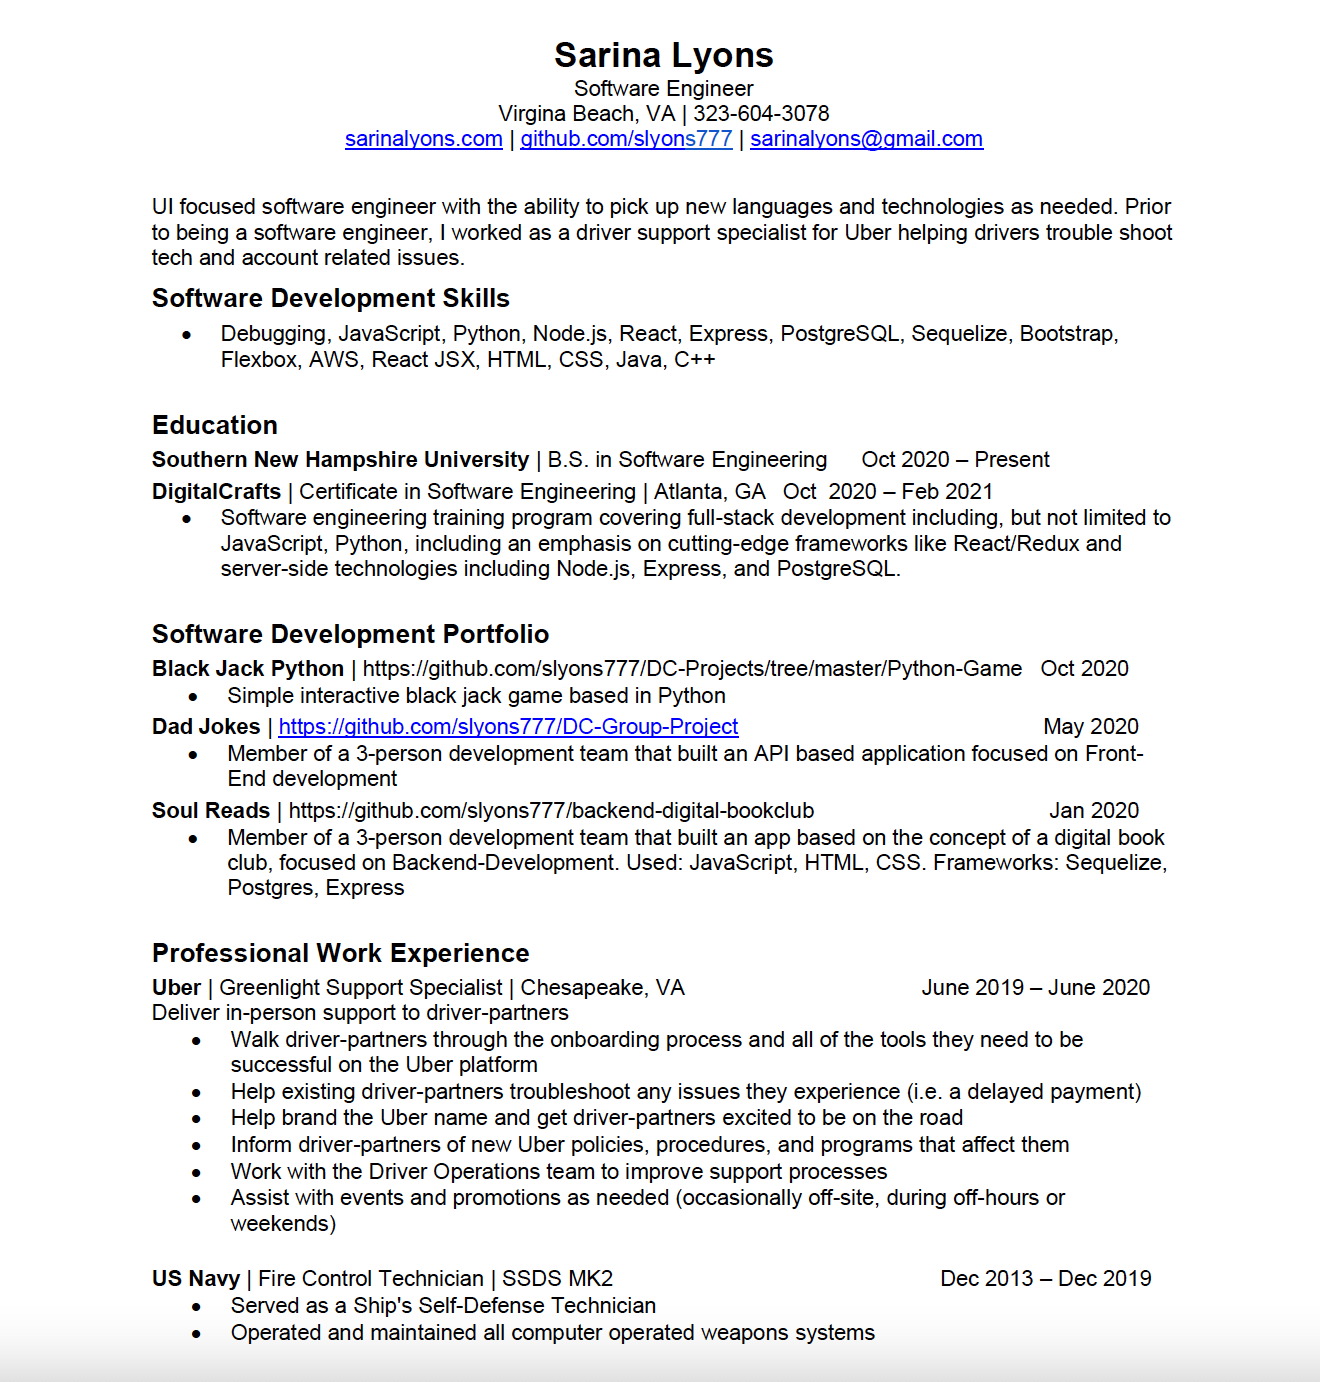 Sarina Lyons
Software Engineer
Virgina Beach, VA | 323-604-3078
sarinalyons.com | github.com/slyons777 | sarinalyons@gmail.com
UI focused software engineer with the ability to pick up new languages and technologies as needed. Prior
to being a software engineer, I worked as a driver support specialist for Uber helping drivers trouble shoot
tech and account related issues.
Software Development Skills
• Debugging, JavaScript, Python, Node.js, React, Express, PostgreSQL, Sequelize, Bootstrap,
Flexbox, AWS, React JSX, HTML, CSS, Java, C++
Education
Southern New Hampshire University | B.S. in Software Engineering Oct 2020 – Present
DigitalCrafts | Certificate in Software Engineering | Atlanta, GA Oct 2020 – Feb 2021
• Software engineering training program covering full-stack development including, but not limited to
JavaScript, Python, including an emphasis on cutting-edge frameworks like React/Redux and
server-side technologies including Node.js, Express, and PostgreSQL.
Software Development Portfolio
Black Jack Python | https://github.com/slyons777/DC-Projects/tree/master/Python-Game Oct 2020
• Simple interactive black jack game based in Python
Dad Jokes | https://github.com/slyons777/DC-Group-Project May 2020
• Member of a 3-person development team that built an API based application focused on Front-
End development
Soul Reads | https://github.com/slyons777/backend-digital-bookclub Jan 2020
• Member of a 3-person development team that built an app based on the concept of a digital book
club, focused on Backend-Development. Used: JavaScript, HTML, CSS. Frameworks: Sequelize,
Postgres, Express
Professional Work Experience
Uber | Greenlight Support Specialist | Chesapeake, VA June 2019 – June 2020
Deliver in-person support to driver-partners
• Walk driver-partners through the onboarding process and all of the tools they need to be
successful on the Uber platform
• Help existing driver-partners troubleshoot any issues they experience (i.e. a delayed payment)
• Help brand the Uber name and get driver-partners excited to be on the road
• Inform driver-partners of new Uber policies, procedures, and programs that affect them
• Work with the Driver Operations team to improve support processes
• Assist with events and promotions as needed (occasionally off-site, during off-hours or
weekends)
US Navy | Fire Control Technician | SSDS MK2 Dec 2013 – Dec 2019
• Served as a Ship's Self-Defense Technician
• Operated and maintained all computer operated weapons systems